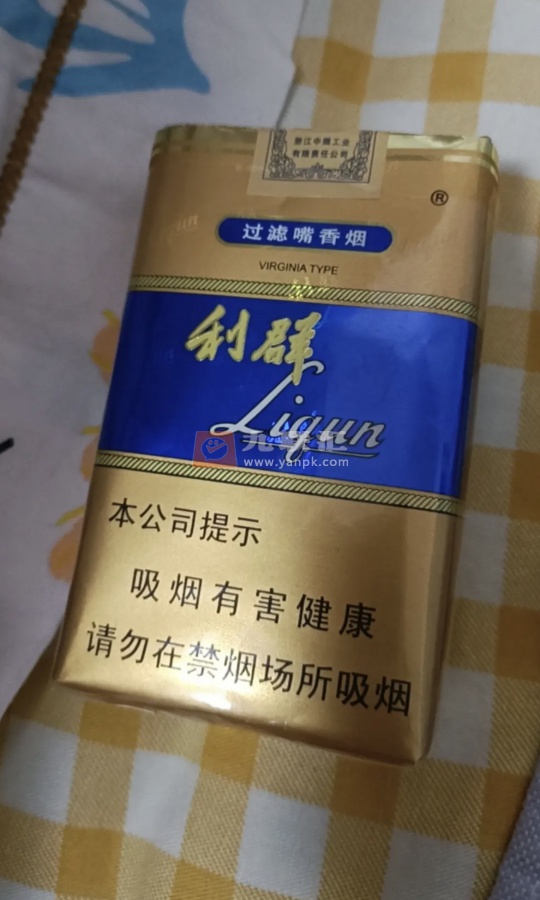 浙江中烟工业
有限责任公司
®
过滤嘴香烟
VIRGINIA TYPE
利群
Liqun
www.yanpk.com
本公司提示
吸烟有害健康
请勿在禁烟场所吸烟